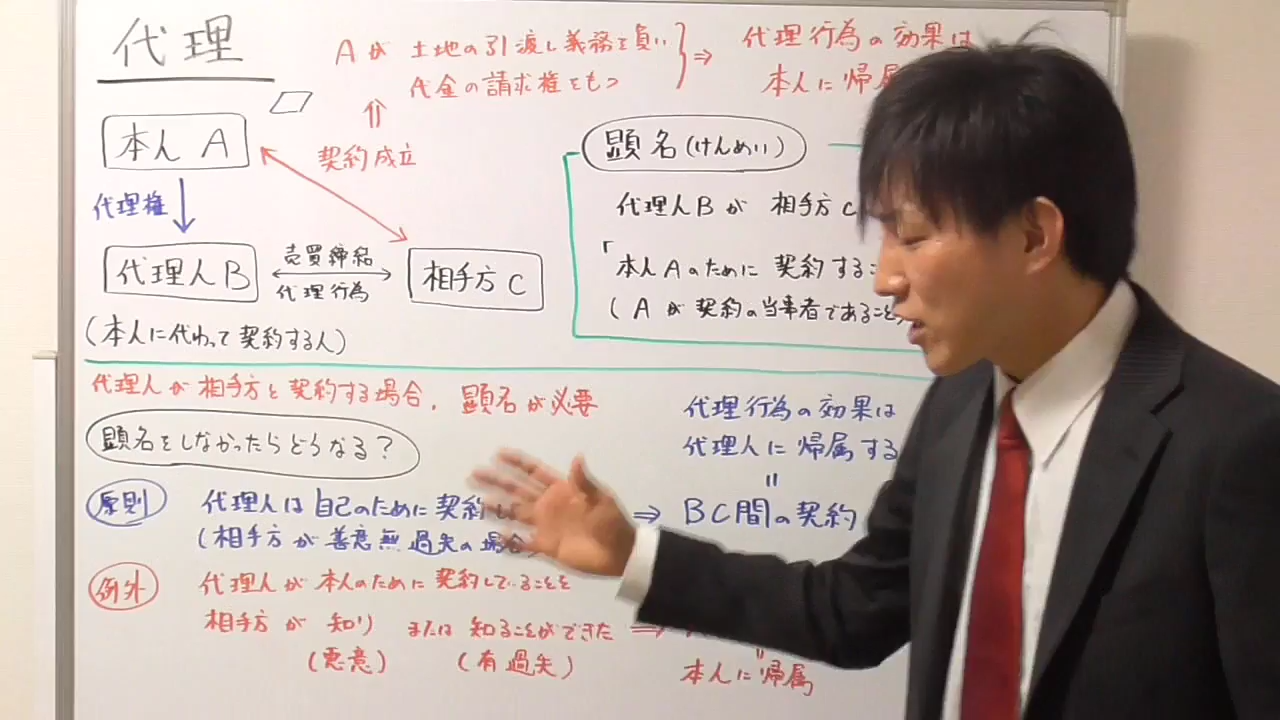 代理
Aが 土地の引渡し義務を負い
代金の請求権をもつ
⇒ 代理行為の効果は
本人に帰属
本人 A
契約成立
代理権
代理人 B
売買締結
代理行為
相手方 C
(本人に代わって契約する人)
顕名(けんめい)
代理人Bが 相手方C
「本人Aのために 契約するこ
(Aが 契約の当事者であること
代理人が相手方と契約する場合、顕名が必要
顕名をしなかったらどうなる?
原則 代理人は自己のために契約し
(相手方が善意無過失の場合
⇒ BC間の契約
代理行為の効果は
代理人に帰属する
=
例外 代理人が 本人のために 契約していることを
相手方が 知り または 知ることができた ⇒
(悪意) (有過失)
=
本人に帰属